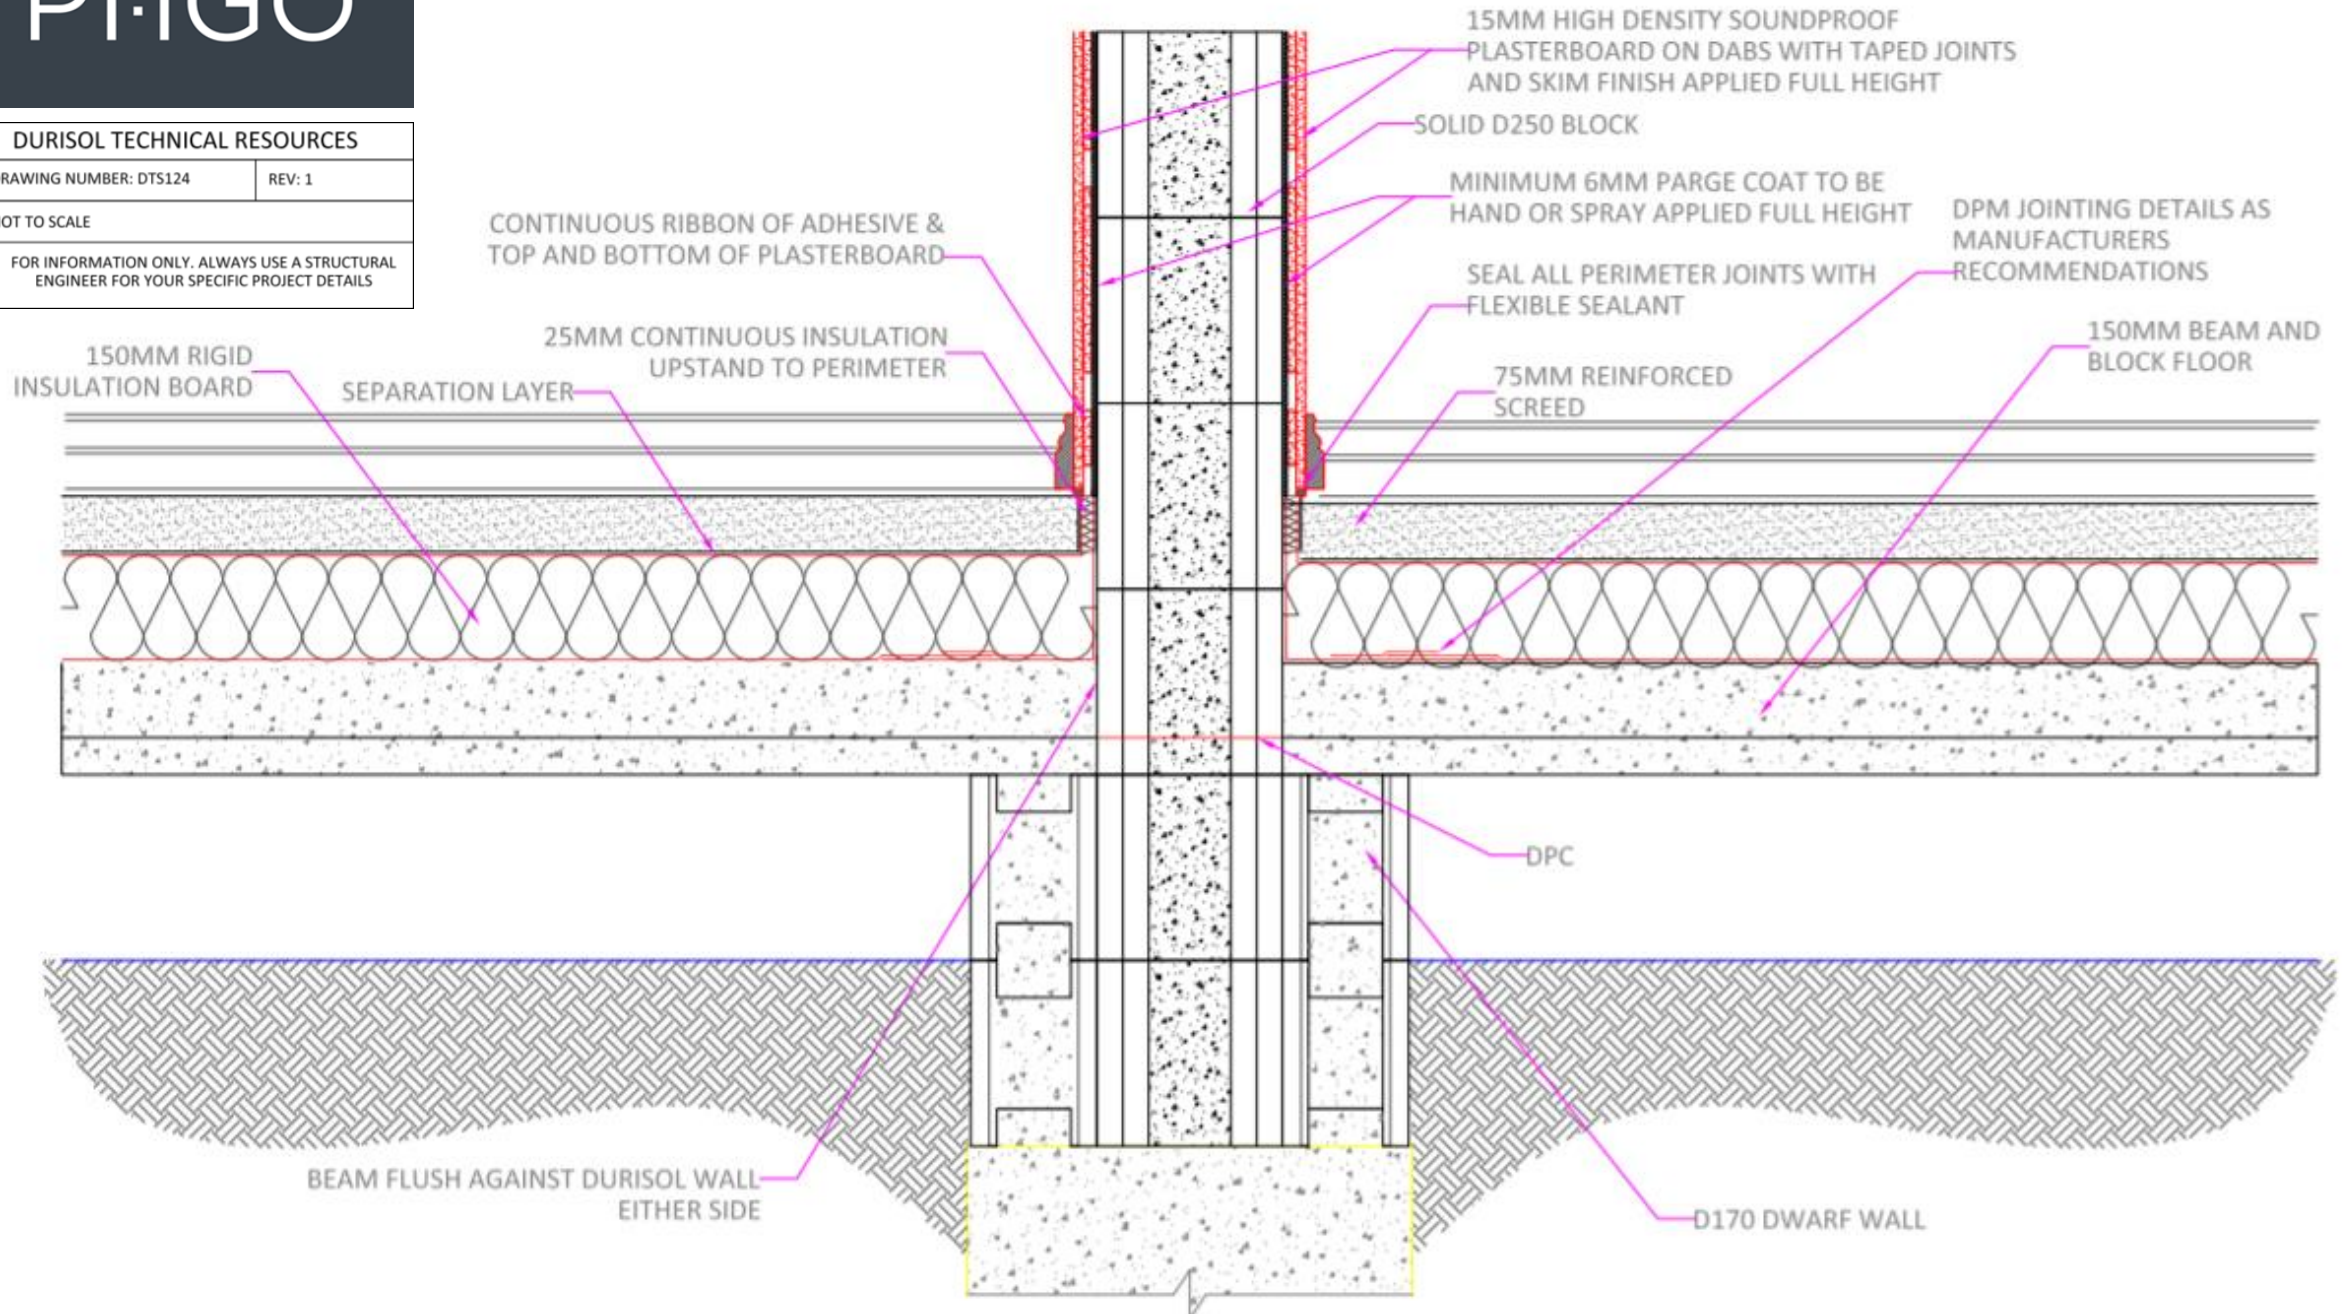 DURISOL TECHNICAL RESOURCES
RAWING NUMBER: DTS124
REV: 1
OT TO SCALE
FOR INFORMATION ONLY. ALWAYS USE A STRUCTURAL
ENGINEER FOR YOUR SPECIFIC PROJECT DETAILS
15MM HIGH DENSITY SOUNDPROOF
PLASTERBOARD ON DABS WITH TAPED JOINTS
AND SKIM FINISH APPLIED FULL HEIGHT
SOLID D250 BLOCK
MINIMUM 6MM PARGE COAT TO BE
HAND OR SPRAY APPLIED FULL HEIGHT
DPM JOINTING DETAILS AS
MANUFACTURERS
RECOMMENDATIONS
CONTINUOUS RIBBON OF ADHESIVE &
TOP AND BOTTOM OF PLASTERBOARD
SEAL ALL PERIMETER JOINTS WITH
FLEXIBLE SEALANT
25MM CONTINUOUS INSULATION
UPSTAND TO PERIMETER
150MM BEAM AND
BLOCK FLOOR
150MM RIGID
INSULATION BOARD
SEPARATION LAYER
75MM REINFORCED
SCREED
DPC
BEAM FLUSH AGAINST DURISOL WALL
EITHER SIDE
D170 DWARF WALL